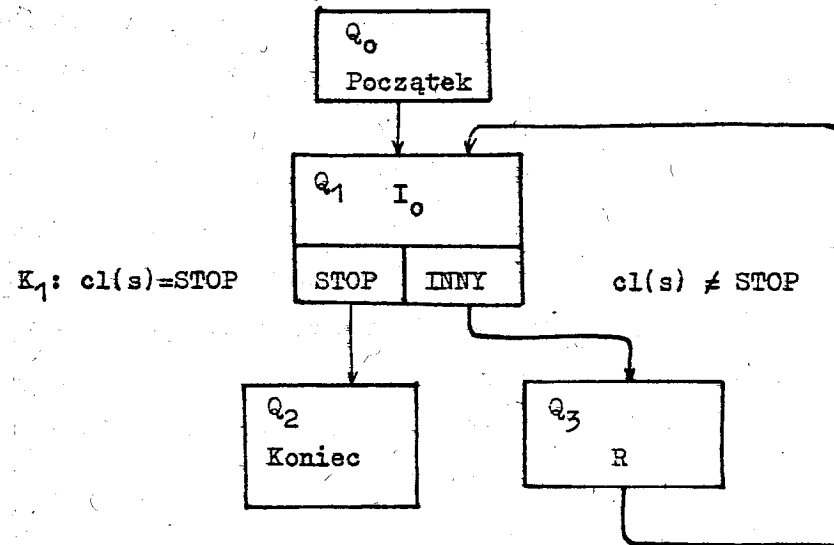 Q₀
Początek
Q₁ I₀
K₁: cl(s)=STOP STOP INNY cl(s) ≠ STOP
Q₂
Koniec
Q₃
R